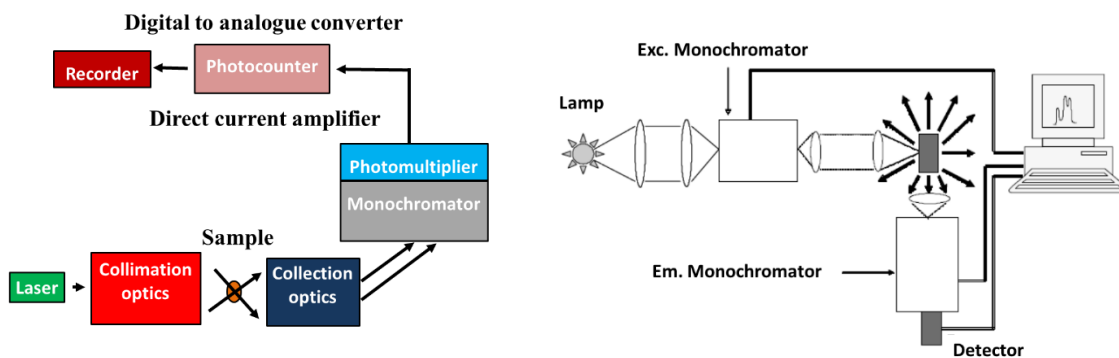 Digital to analogue converter
Recorder
Photocounter
Direct current amplifier
Photomultiplier
Monochromator
Sample
Laser
Collimation
optics
Collection
optics
Exc. Monochromator
Lamp
Em. Monochromator
Detector